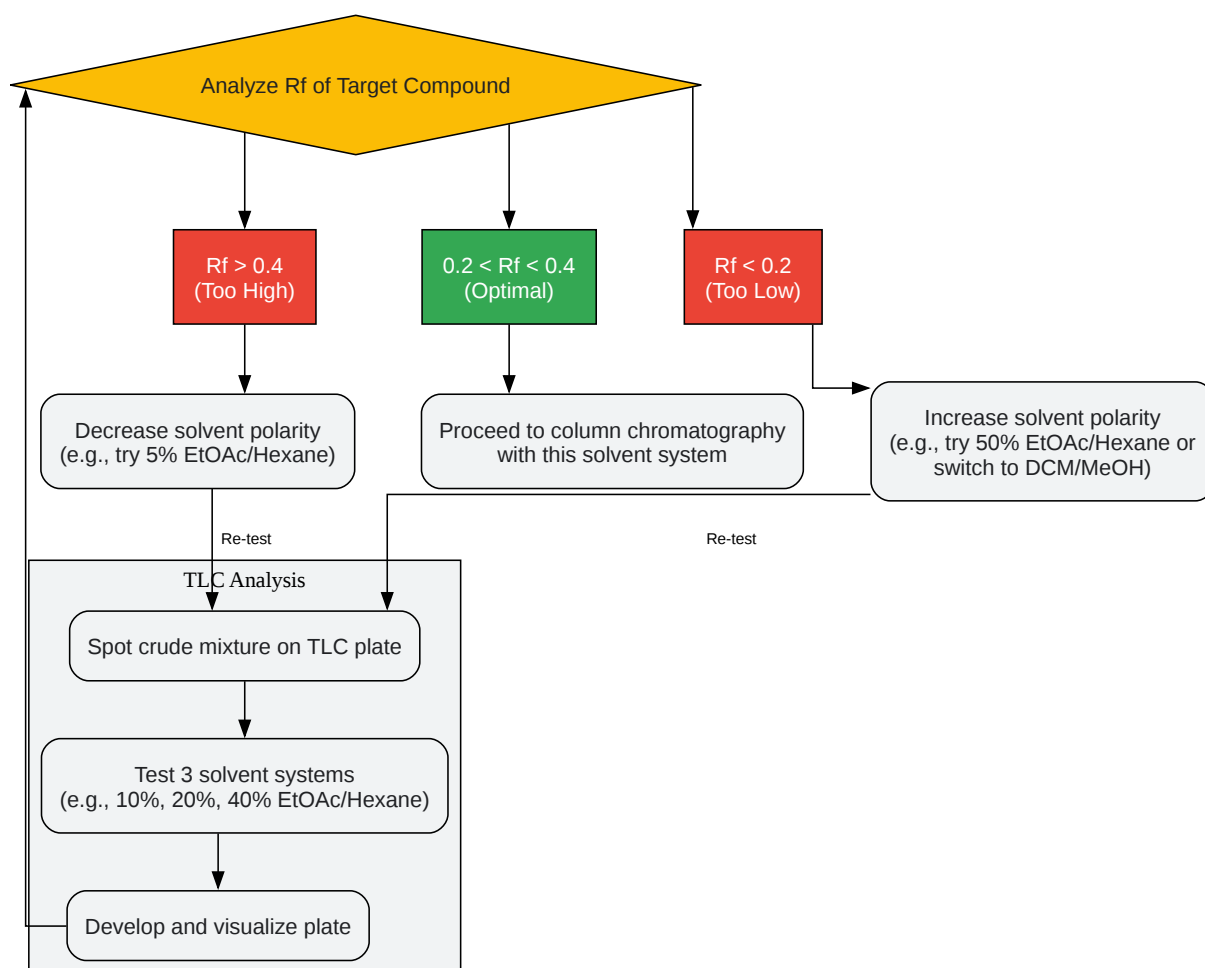 Analyze Rf of Target Compound
Rf > 0.4
(Too High)
0.2 < Rf < 0.4
(Optimal)
Rf < 0.2
(Too Low)
Decrease solvent polarity
(e.g., try 5% EtOAc/Hexane)
Proceed to column chromatography
with this solvent system
Increase solvent polarity
(e.g., try 50% EtOAc/Hexane or
switch to DCM/MeOH)
Re-test
Re-test
TLC Analysis
Spot crude mixture on TLC plate
Test 3 solvent systems
(e.g., 10%, 20%, 40% EtOAc/Hexane)
Develop and visualize plate